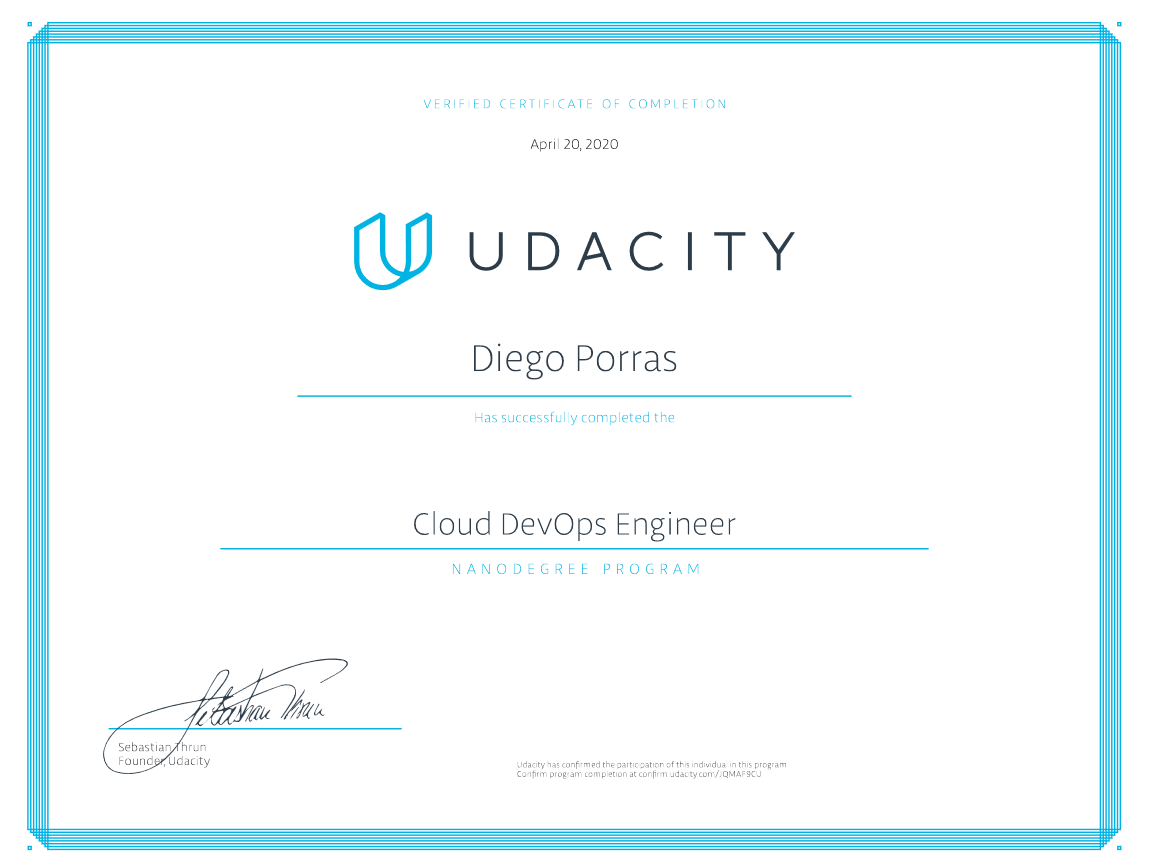 VERIFIED CERTIFICATE OF COMPLETION
April 20, 2020
UDACITY
Diego Porras
Has successfully completed the
Cloud DevOps Engineer
NANODEGREE PROGRAM
Sebastian Thrun
Sebastian Thrun
Founder, Udacity
Udacity has confirmed the participation of this individual in this program
Confirm program completion at confirm.udacity.com/JQMAF9CU